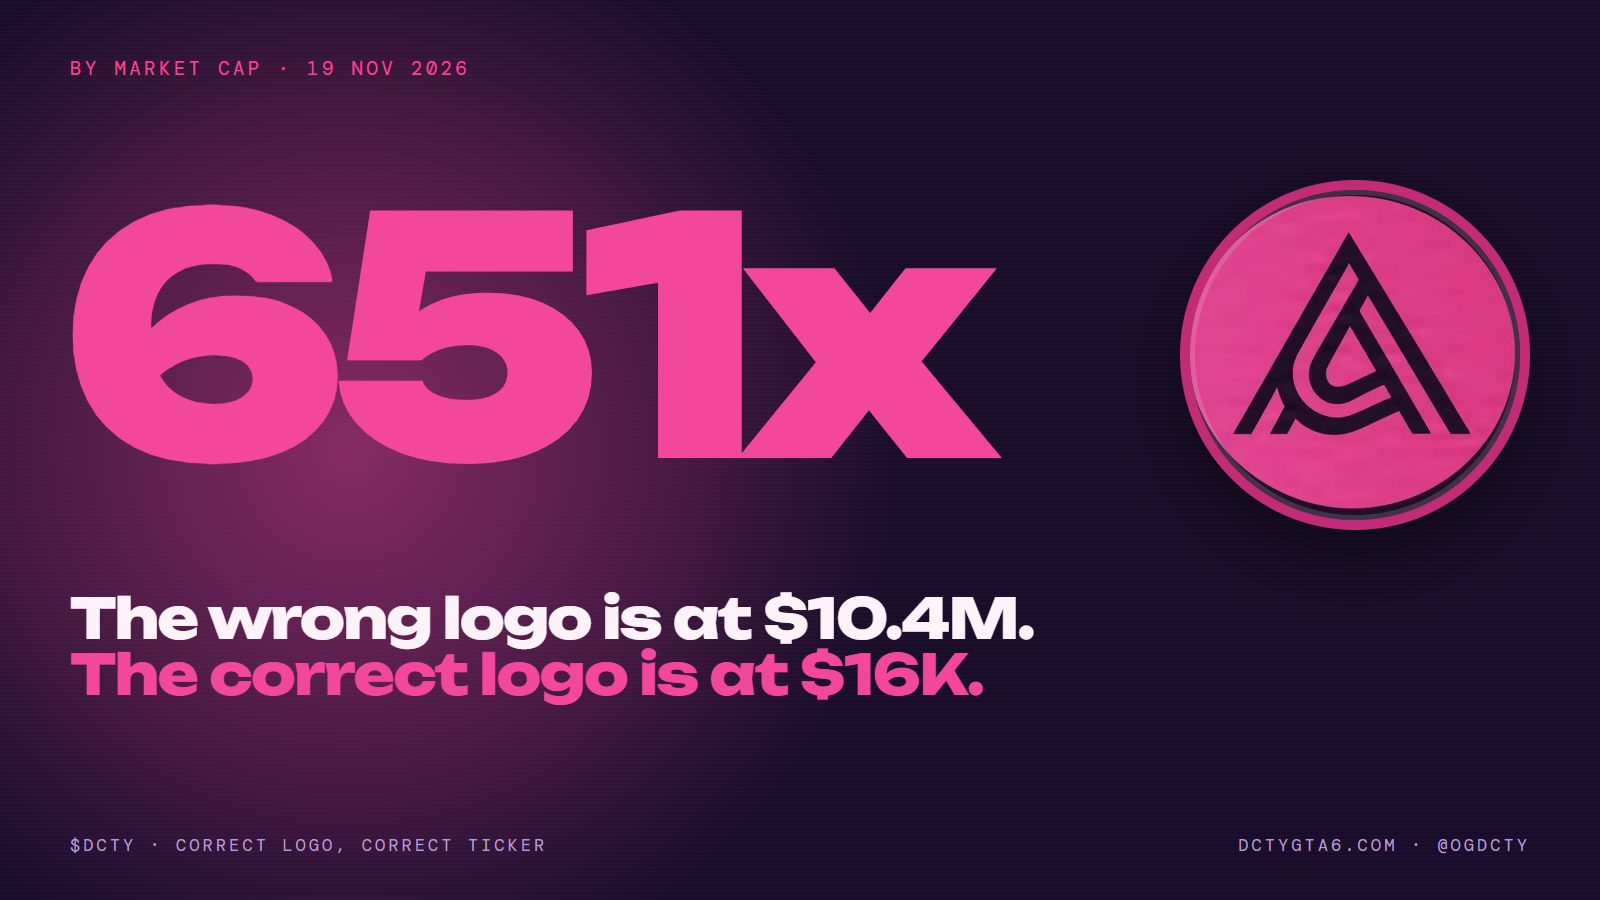 BY MARKET CAP · 19 NOV 2026
651x
The wrong logo is at $10.4M.
The correct logo is at $16K.
$DCTY · CORRECT LOGO, CORRECT TICKER
DCTYGTA6.COM · @OGDCTY